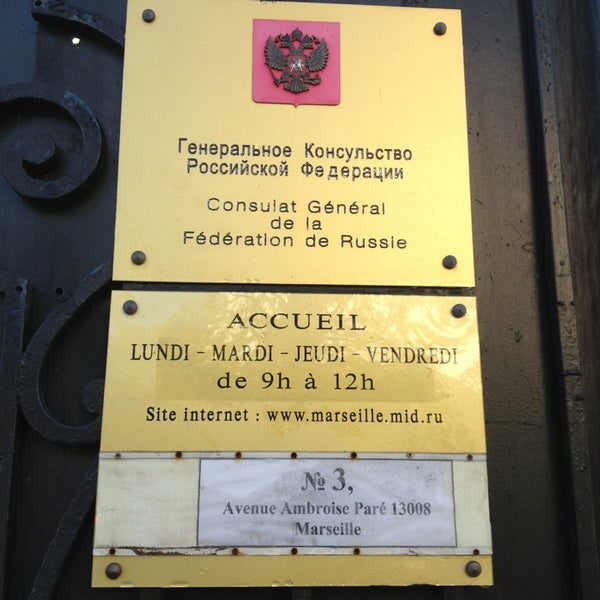 Генеральное Консульство
Российской Федерации
Consulat Général
de la
Fédération de Russie
ACCUEIL
LUNDI - MARDI - JEUDI - VENDREDI
de 9h à 12h
Site internet : www.marseille.mid.ru
№ 3,
Avenue Ambroise Paré 13008
Marseille